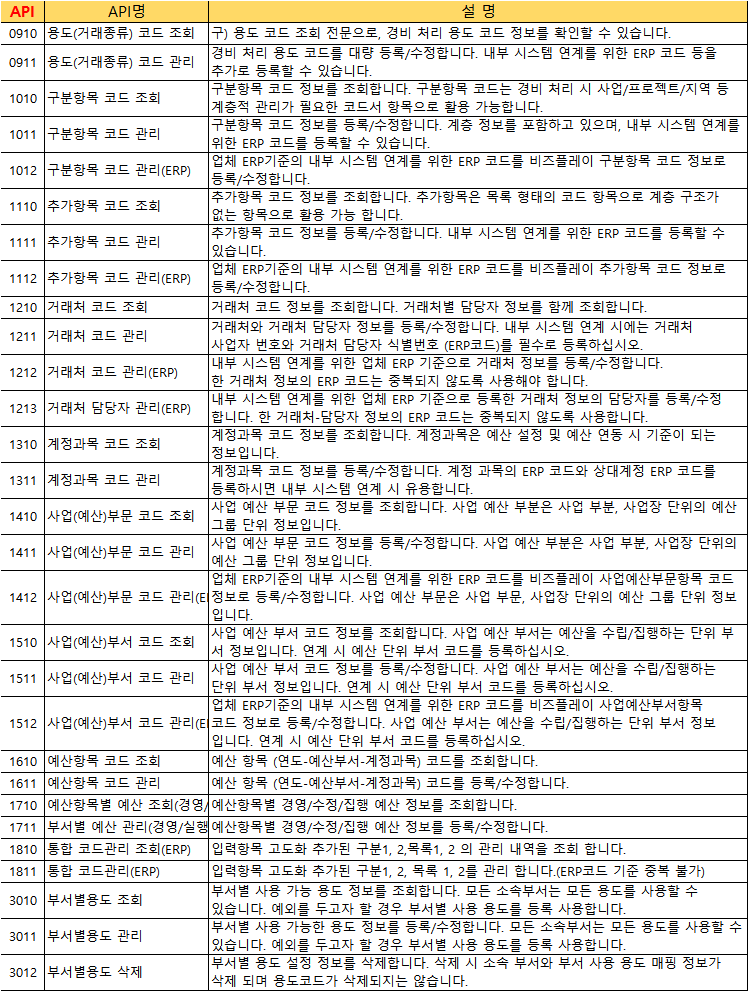 API API명 설 명
0910 용도(거래종류) 코드 조회 구) 용도 코드 조회 전문으로, 경비 처리 용도 코드 정보를 확인할 수 있습니다.
0911 용도(거래종류) 코드 관리 경비 처리 용도 코드를 대량 등록/수정합니다. 내부 시스템 연계를 위한 ERP 코드 등을
추가로 등록할 수 있습니다.
1010 구분항목 코드 조회 구분항목 코드 정보를 조회합니다. 구분항목 코드는 경비 처리 시 사업/프로젝트/지역 등
계층적 관리가 필요한 코드서 항목으로 활용 가능합니다.
1011 구분항목 코드 관리 구분항목 코드 정보를 등록/수정합니다. 계층 정보를 포함하고 있으며, 내부 시스템 연계를
위한 ERP 코드를 등록할 수 있습니다.
1012 구분항목 코드 관리(ERP) 업체 ERP기준의 내부 시스템 연계를 위한 ERP 코드를 비즈플레이 구분항목 코드 정보로
등록/수정합니다.
1110 추가항목 코드 조회 추가항목 코드 정보를 조회합니다. 추가항목은 목록 형태의 코드 항목으로 계층 구조가
없는 항목으로 활용 가능 합니다.
1111 추가항목 코드 관리 추가항목 코드 정보를 등록/수정합니다. 내부 시스템 연계를 위한 ERP 코드를 등록할 수
있습니다.
1112 추가항목 코드 관리(ERP) 업체 ERP기준의 내부 시스템 연계를 위한 ERP 코드를 비즈플레이 추가항목 코드 정보로
등록/수정합니다.
1210 거래처 코드 조회 거래처 코드 정보를 조회합니다. 거래처별 담당자 정보를 함께 조회합니다.
1211 거래처 코드 관리 거래처와 거래처 담당자 정보를 등록/수정합니다. 내부 시스템 연계 시에는 거래처
사업자 번호와 거래처 담당자 식별번호 (ERP코드)를 필수로 등록하십시오.
1212 거래처 코드 관리(ERP) 내부 시스템 연계를 위한 업체 ERP 기준으로 거래처 정보를 등록/수정합니다.
한 거래처 정보의 ERP 코드는 중복되지 않도록 사용해야 합니다.
1213 거래처 담당자 관리(ERP) 내부 시스템 연계를 위한 업체 ERP 기준으로 등록한 거래처 정보의 담당자를 등록/수정
합니다. 한 거래처-담당자 정보의 ERP 코드는 중복되지 않도록 사용합니다.
1310 계정과목 코드 조회 계정과목 코드 정보를 조회합니다. 계정과목은 예산 설정 및 예산 연동 시 기준이 되는
정보입니다.
1311 계정과목 코드 관리 계정과목 코드 정보를 등록/수정합니다. 계정 과목의 ERP 코드와 상대계정 ERP 코드를
등록하시면 내부 시스템 연계 시 유용합니다.
1410 사업(예산)부문 코드 조회 사업 예산 부문 코드 정보를 조회합니다. 사업 예산 부분은 사업 부분, 사업장 단위의 예산
그룹 단위 정보입니다.
1411 사업(예산)부문 코드 관리 사업 예산 부문 코드 정보를 등록/수정합니다. 사업 예산 부분은 사업 부분, 사업장 단위의
예산 그룹 단위 정보입니다.
1412 사업(예산)부문 코드 관리(E 업체 ERP기준의 내부 시스템 연계를 위한 ERP 코드를 비즈플레이 사업예산부문항목 코드
정보로 등록/수정합니다. 사업 예산 부문은 사업 부문, 사업장 단위의 예산 그룹 단위 정보
입니다.
1510 사업(예산)부서 코드 조회 사업 예산 부서 코드 정보를 조회합니다. 사업 예산 부서는 예산을 수립/집행하는 단위 부
서 정보입니다. 연계 시 예산 단위 부서 코드를 등록하십시오.
1511 사업(예산)부서 코드 관리 사업 예산 부서 코드 정보를 등록/수정합니다. 사업 예산 부서는 예산을 수립/집행하는
단위 부서 정보입니다. 연계 시 예산 단위 부서 코드를 등록하십시오.
1512 사업(예산)부서 코드 관리(E 업체 ERP기준의 내부 시스템 연계를 위한 ERP 코드를 비즈플레이 사업예산부서항목
코드 정보로 등록/수정합니다. 사업 예산 부서는 예산을 수립/집행하는 단위 부서 정보
입니다. 연계 시 예산 단위 부서 코드를 등록하십시오.
1610 예산항목 코드 조회 예산 항목 (연도-예산부서-계정과목) 코드를 조회합니다.
1611 예산항목 코드 관리 예산 항목 (연도-예산부서-계정과목) 코드를 등록/수정합니다.
1710 예산항목별 예산 조회(경영/ 예산항목별 경영/수정/집행 예산 정보를 조회합니다.
1711 부서별 예산 관리(경영/실행 예산항목별 경영/수정/집행 예산 정보를 등록/수정합니다.
1810 통합 코드관리 조회(ERP) 입력항목 고도화 추가된 구분1, 2,목록1, 2 의 관리 내역을 조회 합니다.
1811 통합 코드관리(ERP) 입력항목 고도화 추가된 구분1, 2, 목록 1, 2를 관리 합니다.(ERP코드 기준 중복 불가)
3010 부서별용도 조회 부서별 사용 가능 용도 정보를 조회합니다. 모든 소속부서는 모든 용도를 사용할 수
있습니다. 예외를 두고자 할 경우 부서별 사용 용도를 등록 사용합니다.
3011 부서별용도 관리 부서별 사용 가능한 용도 정보를 등록/수정합니다. 모든 소속부서는 모든 용도를 사용할 수
있습니다. 예외를 두고자 할 경우 부서별 사용 용도를 등록 사용합니다.
3012 부서별용도 삭제 부서별 용도 설정 정보를 삭제합니다. 삭제 시 소속 부서와 부서 사용 용도 매핑 정보가
삭제 되며 용도코드가 삭제되지는 않습니다.